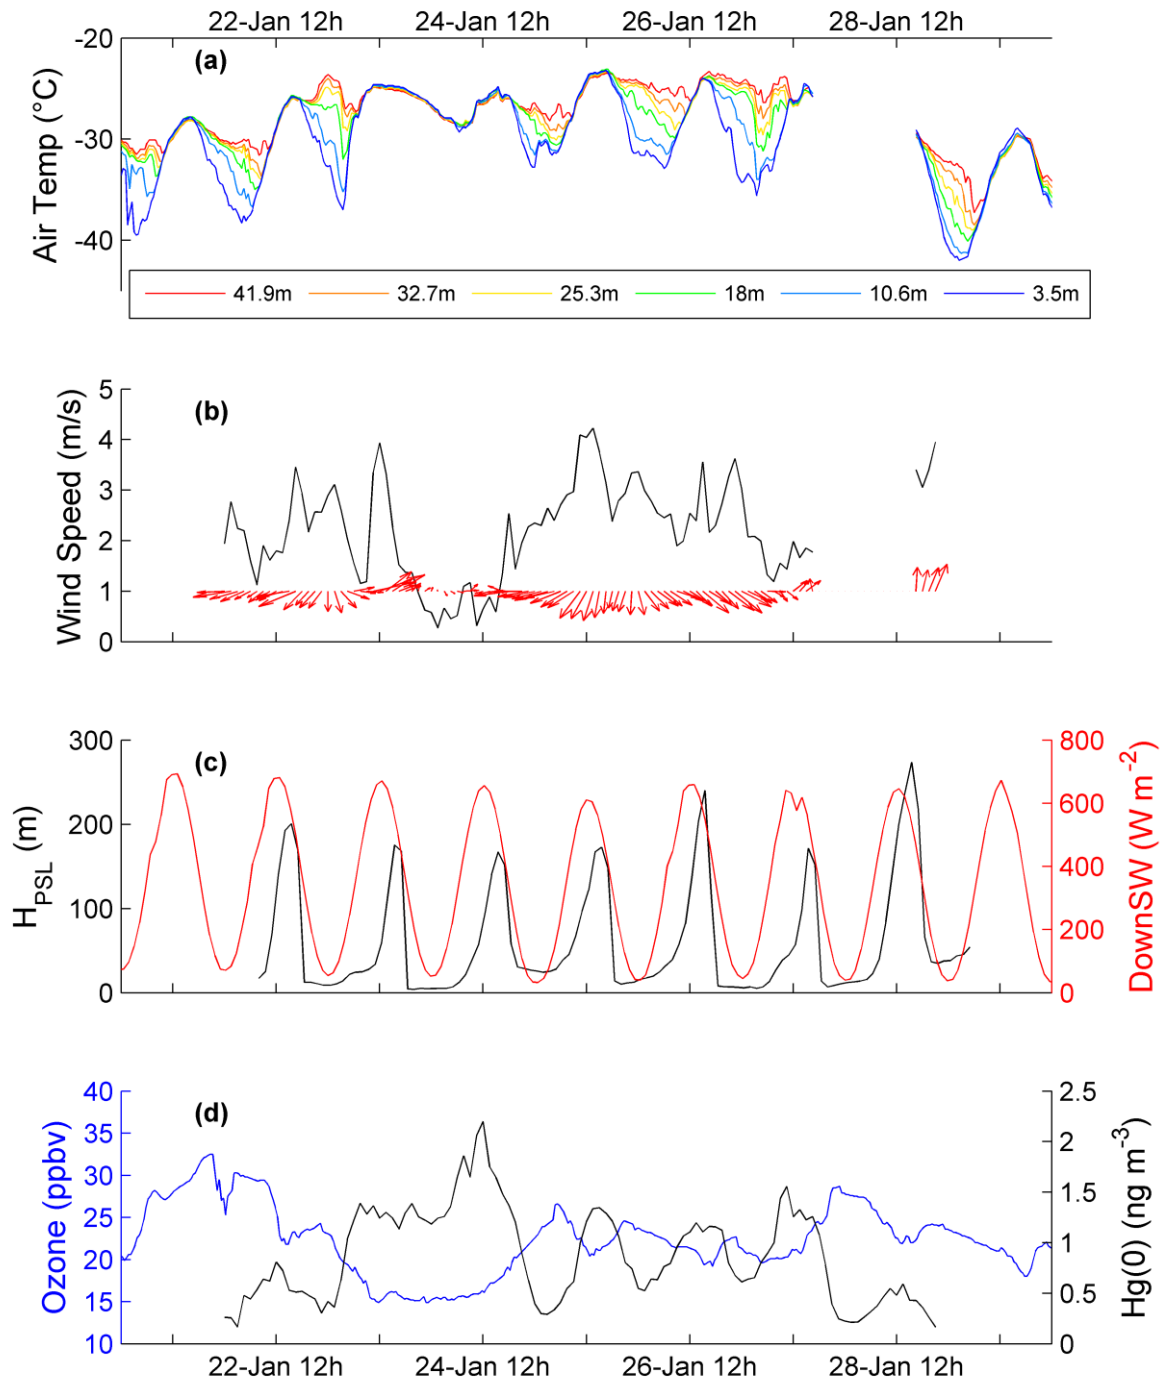 22-Jan 12h 24-Jan 12h 26-Jan 12h 28-Jan 12h
(a)
Air Temp (°C)
-20
-30
-40
41.9m 32.7m 25.3m 18m 10.6m 3.5m
(b)
Wind Speed (m/s)
5
4
3
2
1
0
(c)
H_PSL (m)
300
200
100
0
800
600
400
200
0
DownSW (W m⁻²)
(d)
Ozone (ppbv)
40
35
30
25
20
15
10
2.5
2
1.5
1
0.5
0
Hg(0) (ng m⁻³)
22-Jan 12h 24-Jan 12h 26-Jan 12h 28-Jan 12h